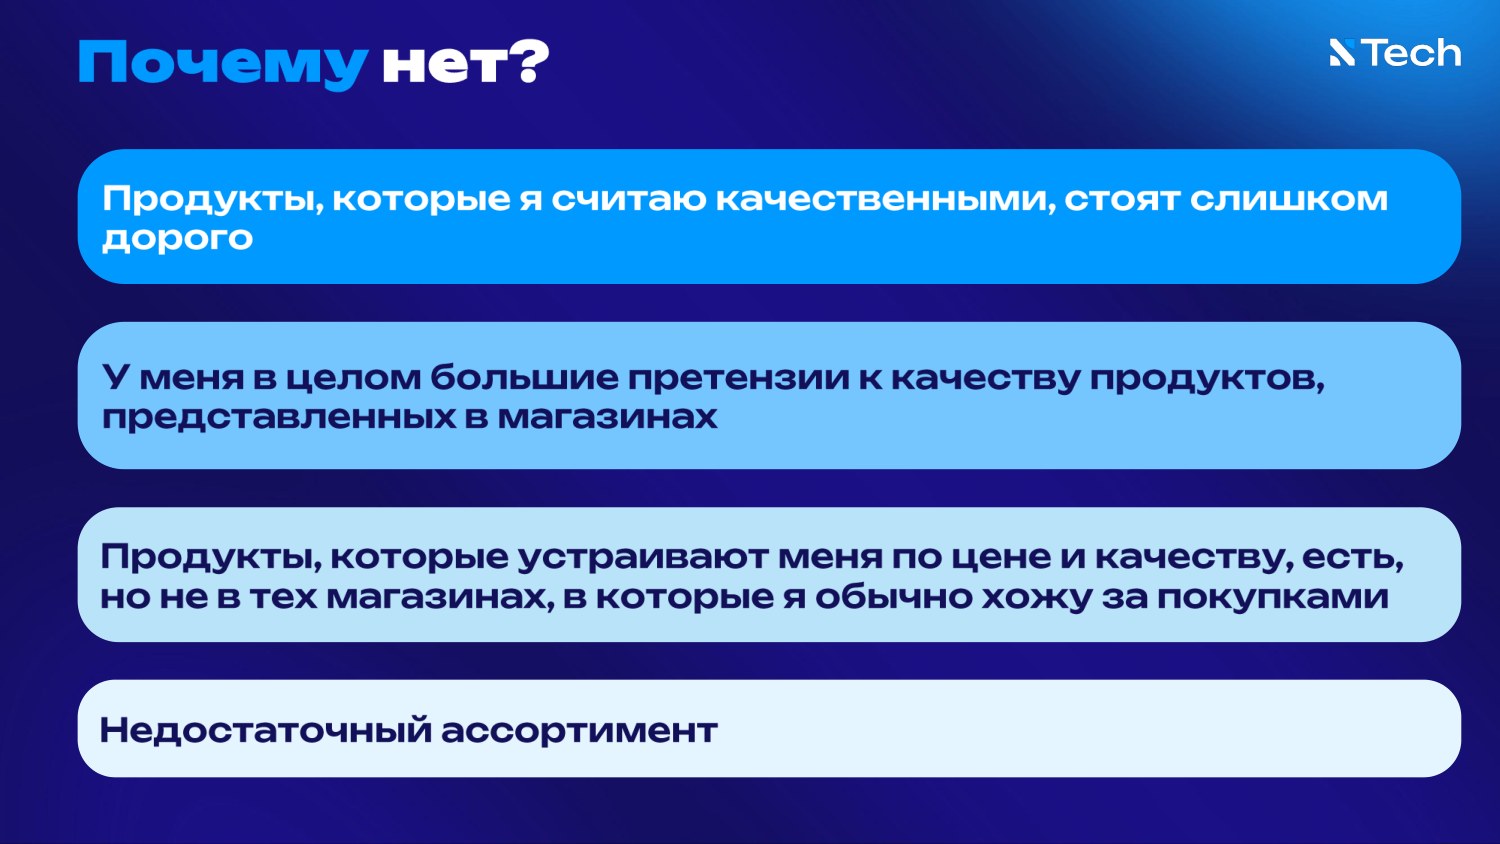 Почему нет?
Tech
Продукты, которые я считаю качественными, стоят слишком
дорого
У меня в целом большие претензии к качеству продуктов,
представленных в магазинах
Продукты, которые устраивают меня по цене и качеству, есть,
но не в тех магазинах, в которые я обычно хожу за покупками
Недостаточный ассортимент